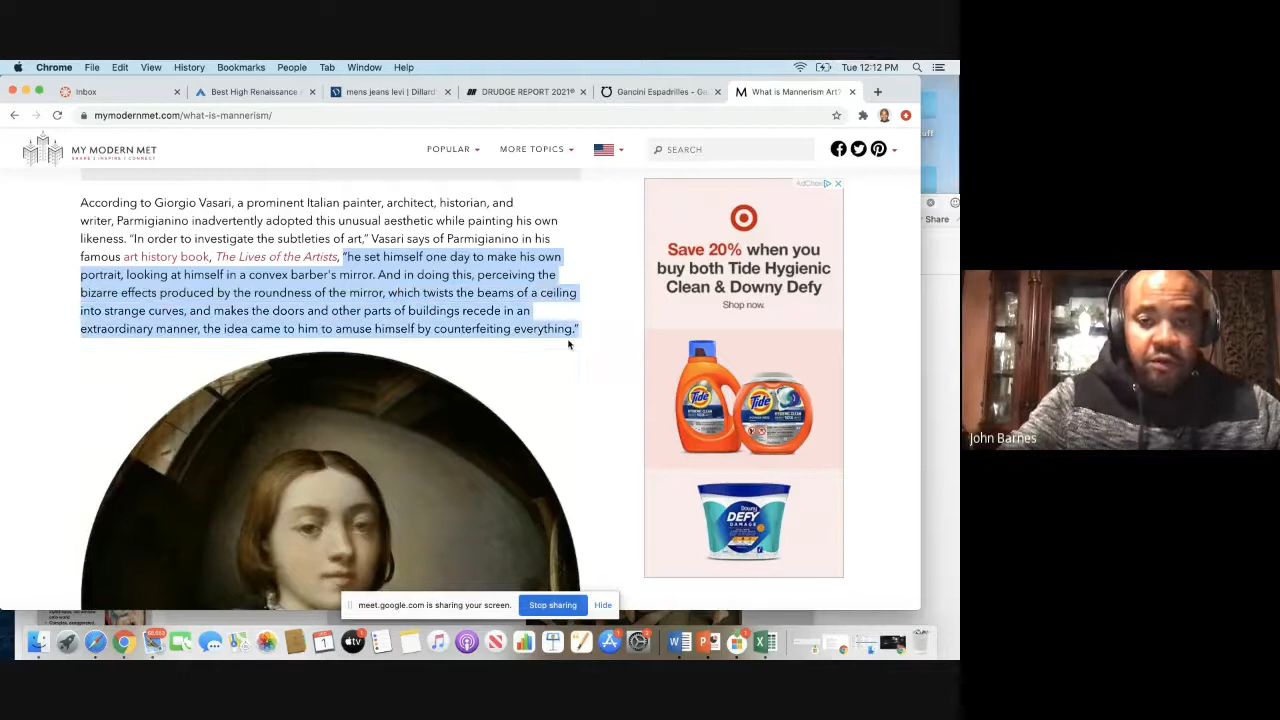 Chrome File Edit View History Bookmarks People Tab Window Help
Tue 12:12 PM
Inbox
Best High Renaissance
mens jeans levi | Dillard
DRUDGE REPORT 2021®
Gancini Espadrilles - Ga
What is Mannerism Art?
mymodernmet.com/what-is-mannerism/
MY MODERN MET
SHARE | INSPIRE | CONNECT
POPULAR
MORE TOPICS
SEARCH
According to Giorgio Vasari, a prominent Italian painter, architect, historian, and
writer, Parmigianino inadvertently adopted this unusual aesthetic while painting his own
likeness. “In order to investigate the subtleties of art,” Vasari says of Parmigianino in his
famous art history book, The Lives of the Artists, “he set himself one day to make his own
portrait, looking at himself in a convex barber's mirror. And in doing this, perceiving the
bizarre effects produced by the roundness of the mirror, which twists the beams of a ceiling
into strange curves, and makes the doors and other parts of buildings recede in an
extraordinary manner, the idea came to him to amuse himself by counterfeiting everything.”
AdChoices
Save 20% when you
buy both Tide Hygienic
Clean & Downy Defy
Shop now.
Tide
Tide
Downy
DEFY
DAMAGE
Share
meet.google.com is sharing your screen.
Stop sharing
Hide
John Barnes